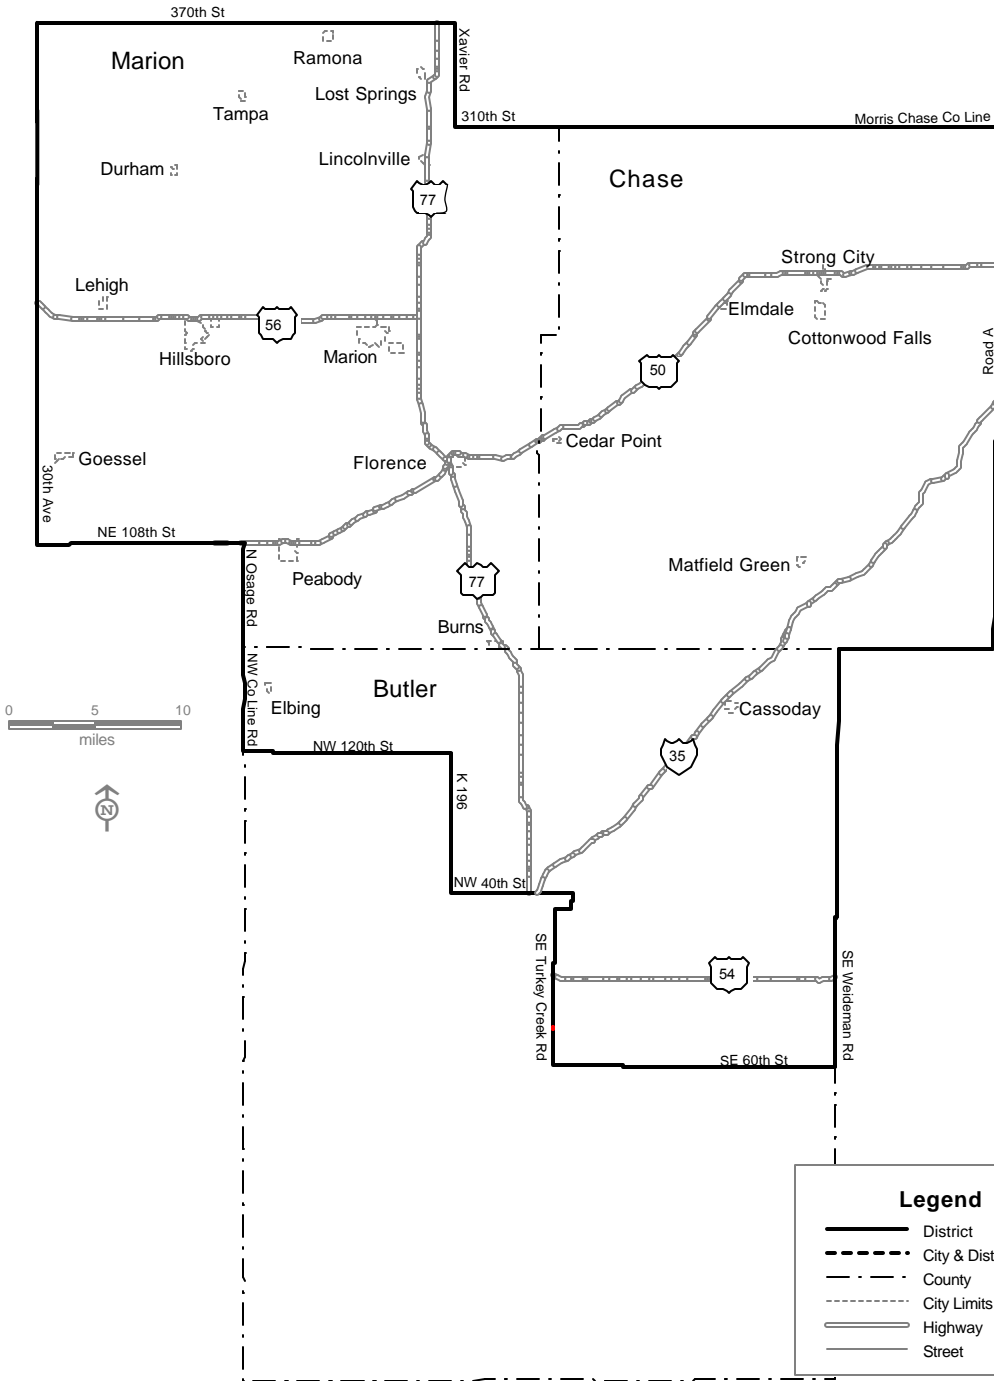 370th St
Marion
Ramona
Xavier Rd
Lost Springs
Tampa
310th St
Morris Chase Co Line
Lincolnville
Durham
Chase
77
Strong City
Lehigh
Elmdale
56
Cottonwood Falls
Hillsboro
Marion
Road A
50
Cedar Point
Goessel
Florence
30th Ave
NE 108th St
N Osage Rd
Peabody
Matfield Green
77
Burns
NW Co Line Rd
Butler
Elbing
Cassoday
0 5 10
miles
NW 120th St
35
K 196
N
NW 40th St
SE Turkey Creek Rd
54
SE Weideman Rd
SE 60th St
Legend
District
City & Dist
County
City Limits
Highway
Street